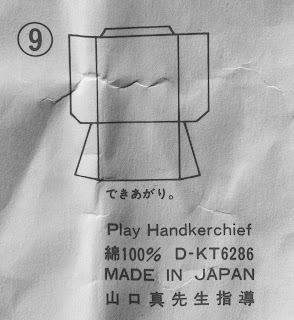 ⑨
できあがり。
Play Handkerchief
綿100% D-KT6286
MADE IN JAPAN
山口真先生指導